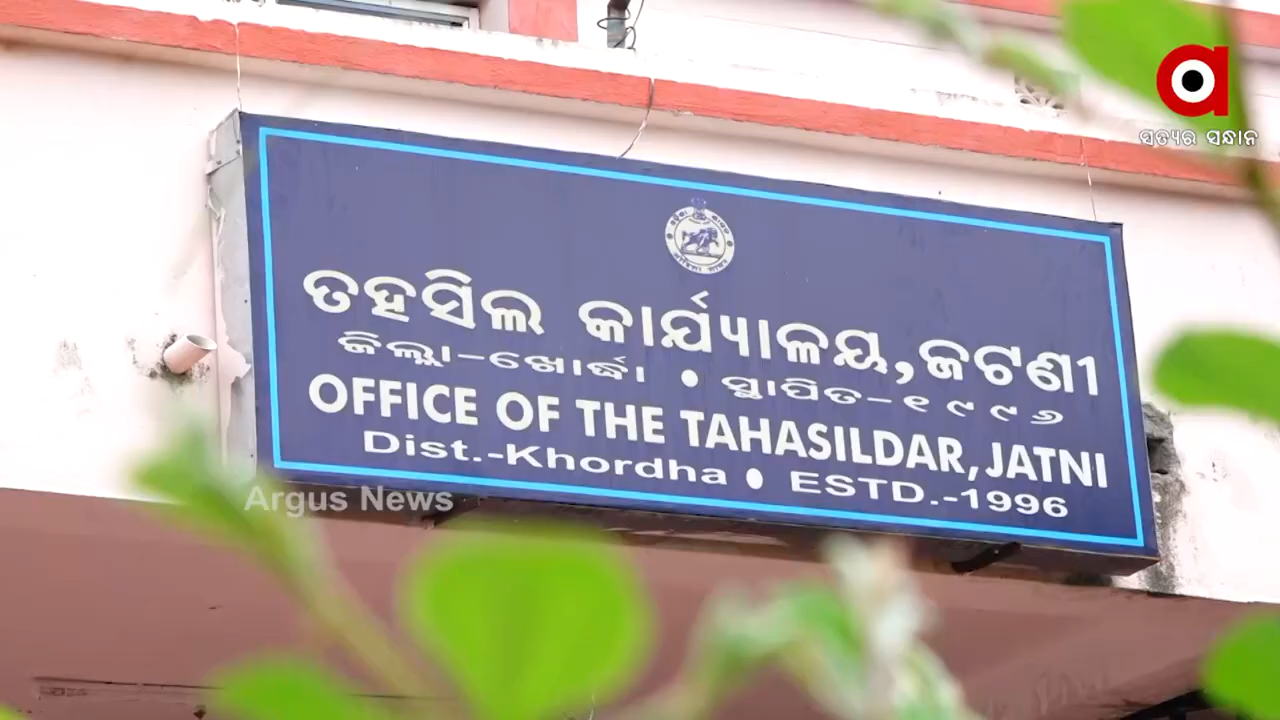 ସତ୍ୟର ସନ୍ଧାନ
ତହସିଲ କାର୍ଯ୍ୟାଳୟ,ଜଟଣୀ
ଜିଲ୍ଲା-ଖୋର୍ଦ୍ଧା • ସ୍ଥାପିତ-୧୯୯୬
OFFICE OF THE TAHASILDAR, JATNI
Dist.-Khordha • ESTD.-1996
Argus News